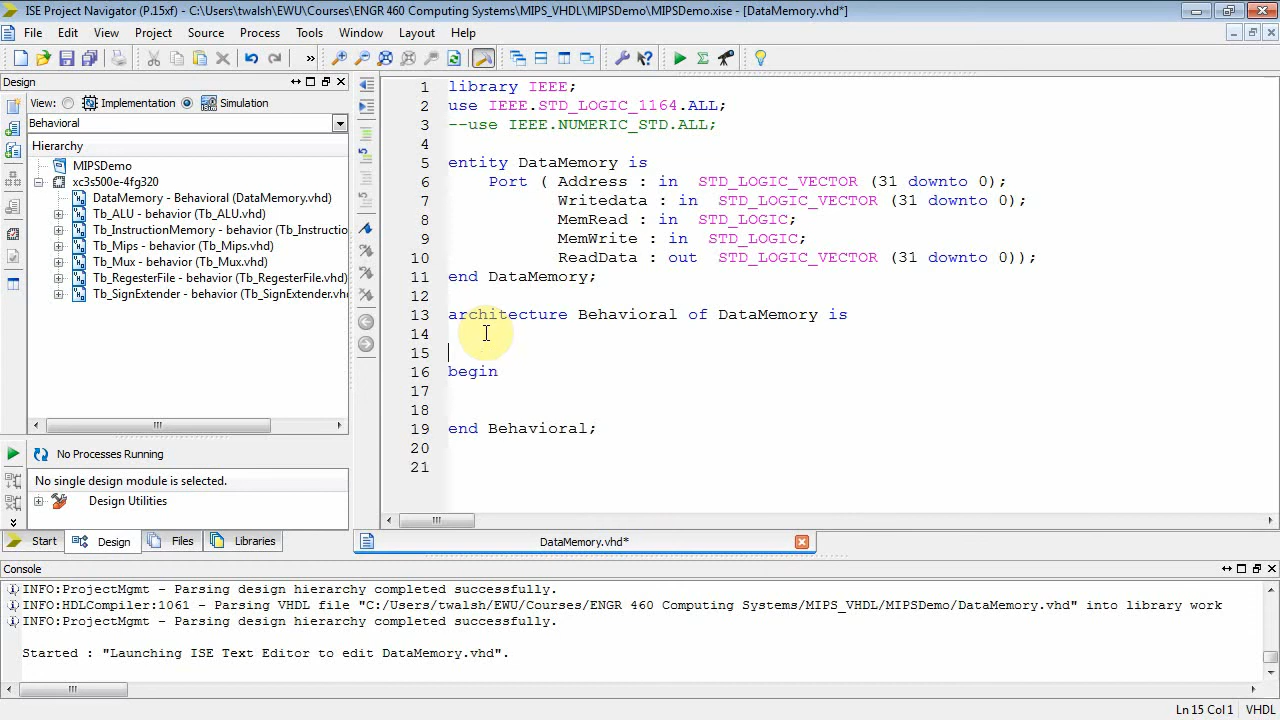 ISE Project Navigator (P.15xf) - C:\Users\twalsh\EWU\Courses\ENGR 460 Computing Systems\MIPS_VHDL\MIPSDemo\MIPSDemo.xise - [DataMemory.vhd*]
File Edit View Project Source Process Tools Window Layout Help
Design
View: Implementation Simulation
Behavioral
Hierarchy
MIPSDemo
xc3s500e-4fg320
DataMemory - Behavioral (DataMemory.vhd)
Tb_ALU - behavior (Tb_ALU.vhd)
Tb_InstructionMemory - behavior (Tb_Instructio
Tb_Mips - behavior (Tb_Mips.vhd)
Tb_Mux - behavior (Tb_Mux.vhd)
Tb_RegesterFile - behavior (Tb_RegesterFile.vhd)
Tb_SignExtender - behavior (Tb_SignExtender.vh
No Processes Running
No single design module is selected.
Design Utilities
Start Design Files Libraries
1 library IEEE;
2 use IEEE.STD_LOGIC_1164.ALL;
3 --use IEEE.NUMERIC_STD.ALL;
4
5 entity DataMemory is
6 Port ( Address : in STD_LOGIC_VECTOR (31 downto 0);
7 Writedata : in STD_LOGIC_VECTOR (31 downto 0);
8 MemRead : in STD_LOGIC;
9 MemWrite : in STD_LOGIC;
10 ReadData : out STD_LOGIC_VECTOR (31 downto 0));
11 end DataMemory;
12
13 architecture Behavioral of DataMemory is
14
15
16 begin
17
18
19 end Behavioral;
20
21
DataMemory.vhd*
Console
INFO:ProjectMgmt - Parsing design hierarchy completed successfully.
INFO:HDLCompiler:1061 - Parsing VHDL file "C:/Users/twalsh/EWU/Courses/ENGR 460 Computing Systems/MIPS_VHDL/MIPSDemo/DataMemory.vhd" into library work
INFO:ProjectMgmt - Parsing design hierarchy completed successfully.
Started : "Launching ISE Text Editor to edit DataMemory.vhd".
Ln 15 Col 1 VHDL